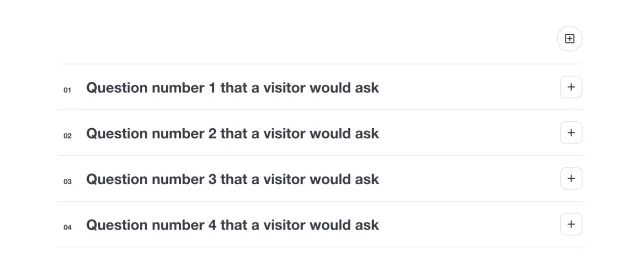 01 Question number 1 that a visitor would ask
02 Question number 2 that a visitor would ask
03 Question number 3 that a visitor would ask
04 Question number 4 that a visitor would ask